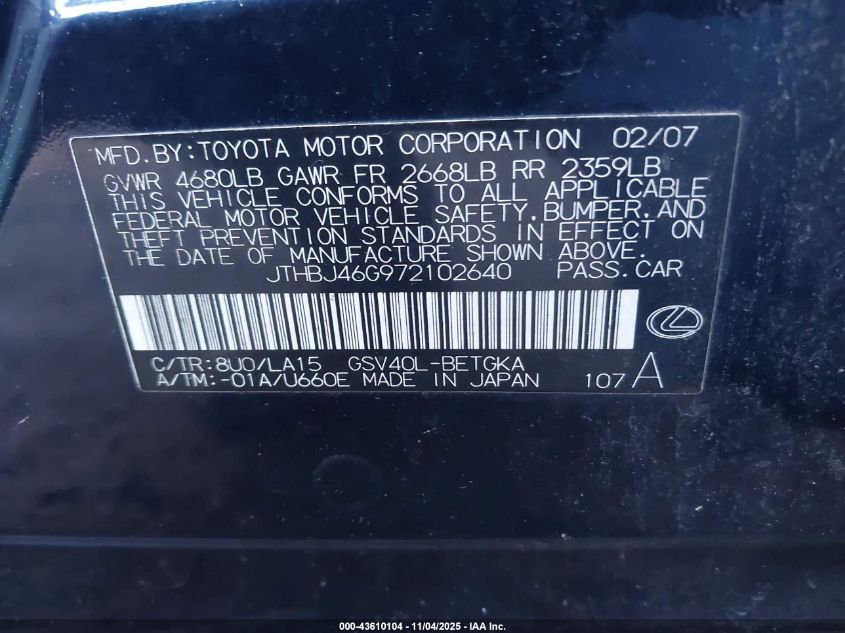 MFD.BY:TOYOTA MOTOR CORPORATION 02/07
GVWR 4680LB GAWR FR 2668LB RR 2359LB
THIS VEHICLE CONFORMS TO ALL APPLICABLE
FEDERAL MOTOR VEHICLE SAFETY.BUMPER.AND
THEFT PREVENTION STANDARDS IN EFFECT ON
THE DATE OF MANUFACTURE SHOWN ABOVE.
JTHBJ46G972102640 PASS.CAR
C/TR:8U0/LA15 GSV40L-BETGKA
A/TM:-01A/U660E MADE IN JAPAN 107A
000-43610104 - 11/04/2025 - IAA Inc.